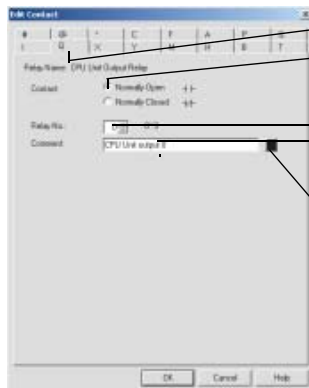 Edit Contact
# @ * C F A P G
I Q X Y M H B T
Relay Name: CPU Unit Output Relay
Contact
Normally Open
Normally Closed
Relay No.: 0
Comment: CPU Unit output 0
OK Cancel Help